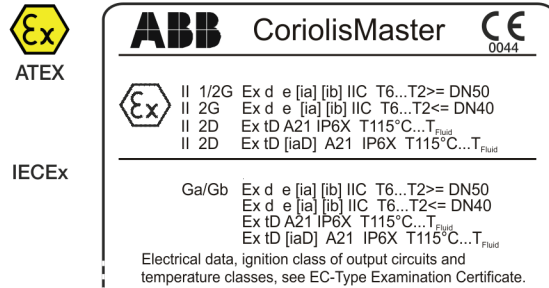 Ex
ATEX
ABB CoriolisMaster CE
0044
Ex II 1/2G Ex d e [ia] [ib] IIC T6...T2>= DN50
II 2G Ex d e [ia] [ib] IIC T6...T2<= DN40
II 2D Ex tD A21 IP6X T115°C...TFluid
II 2D Ex tD [iaD] A21 IP6X T115°C...TFluid
IECEx
Ga/Gb Ex d e [ia] [ib] IIC T6...T2>= DN50
Ex d e [ia] [ib] IIC T6...T2<= DN40
Ex tD A21 IP6X T115°C...TFluid
Ex tD [iaD] A21 IP6X T115°C...TFluid
Electrical data, ignition class of output circuits and
temperature classes, see EC-Type Examination Certificate.